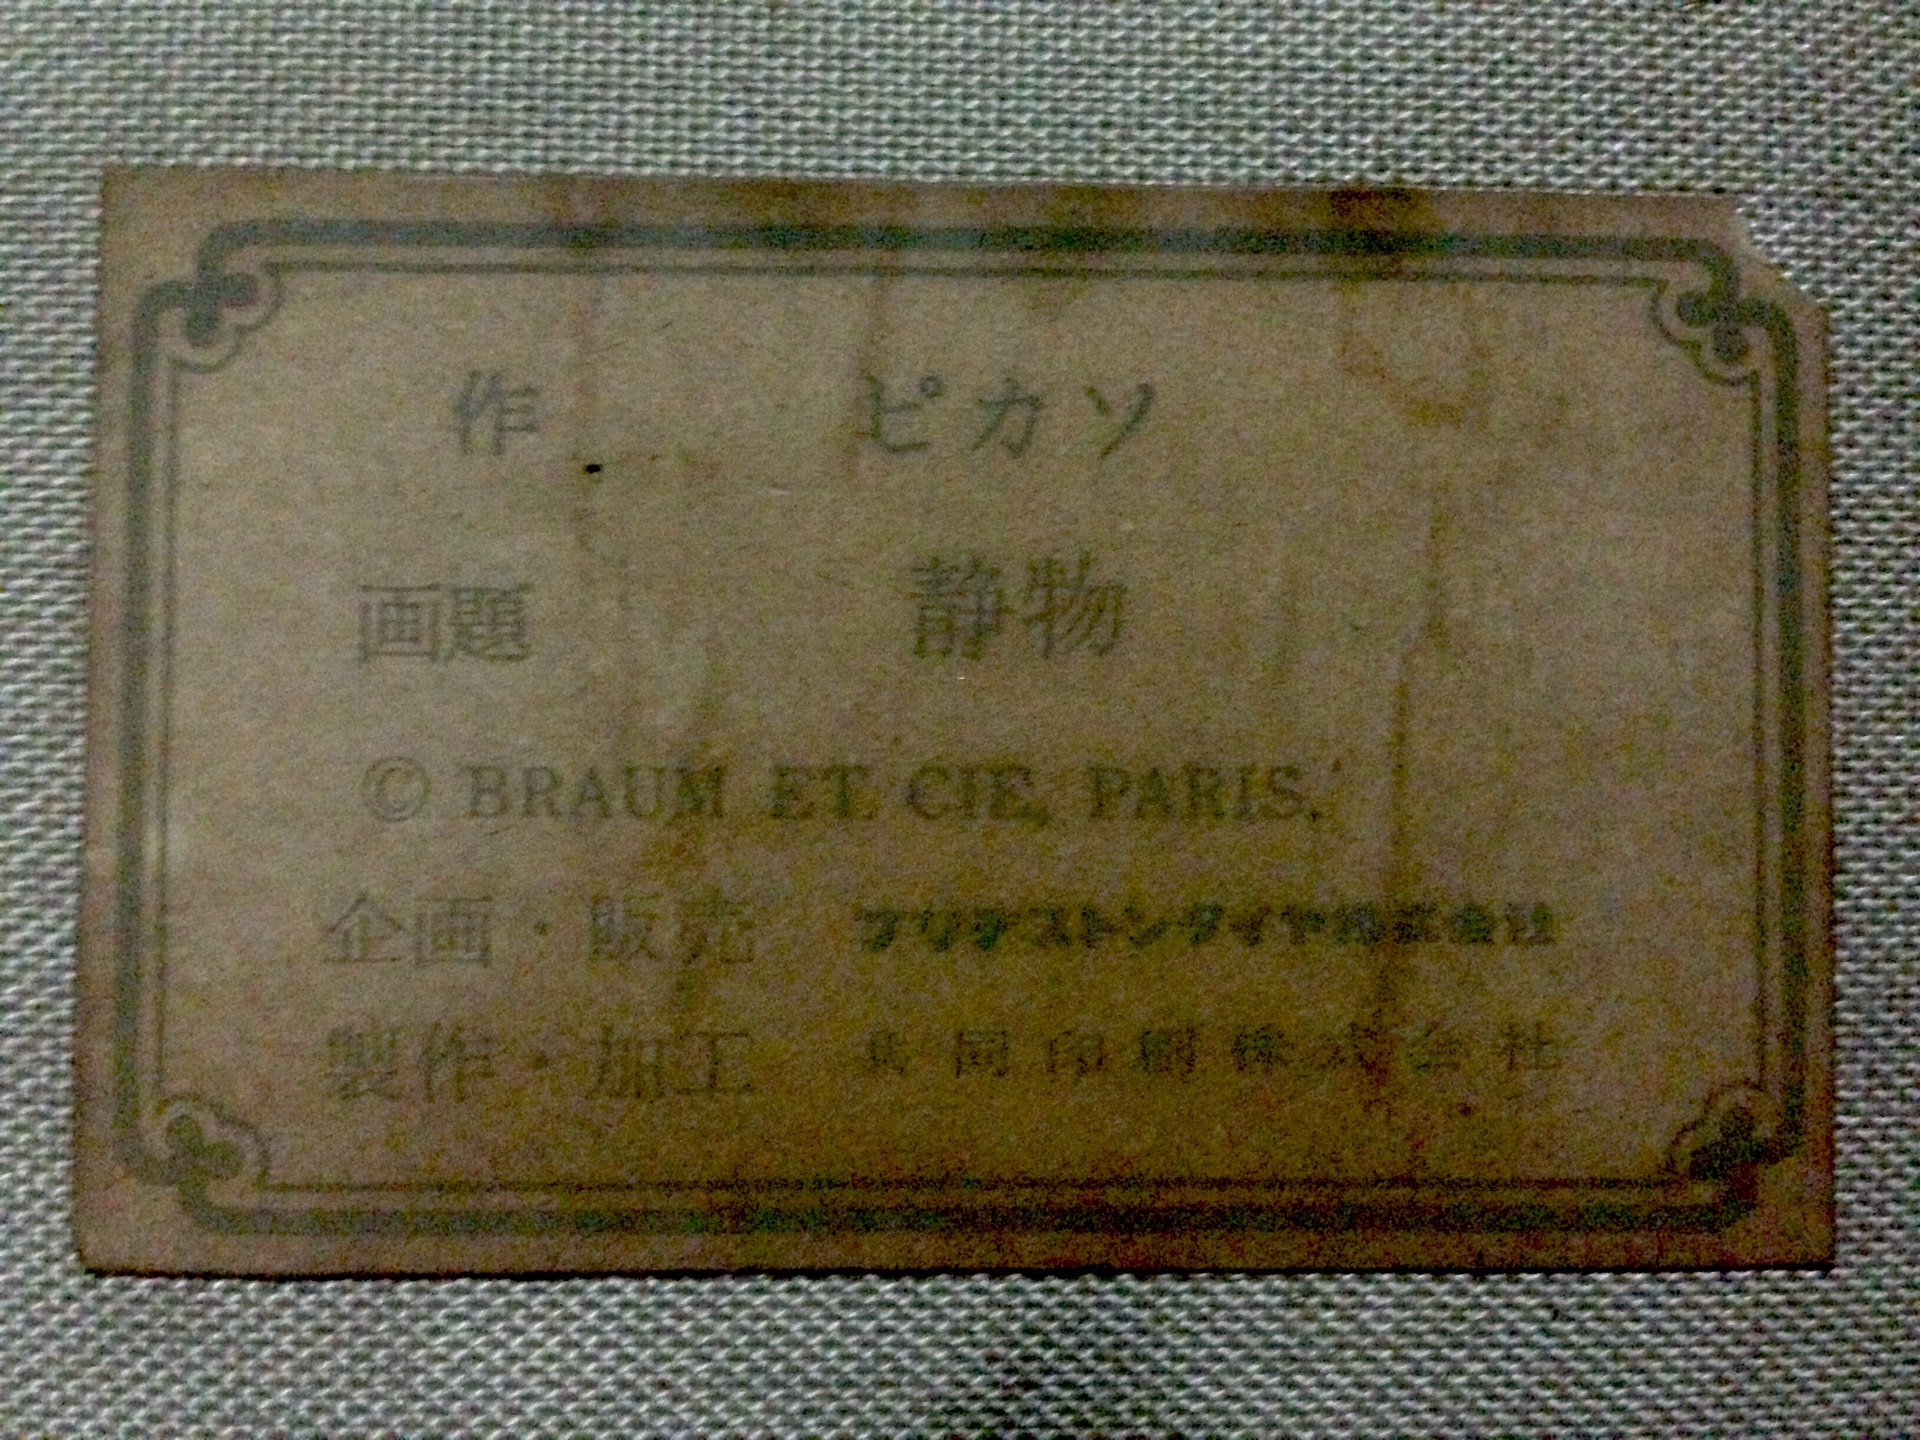 作 ピカソ
画題 静物
© BRAUM ET CIE, PARIS.
企画・販売 ブリヂストンタイヤ株式会社
製作・加工 共同印刷株式会社